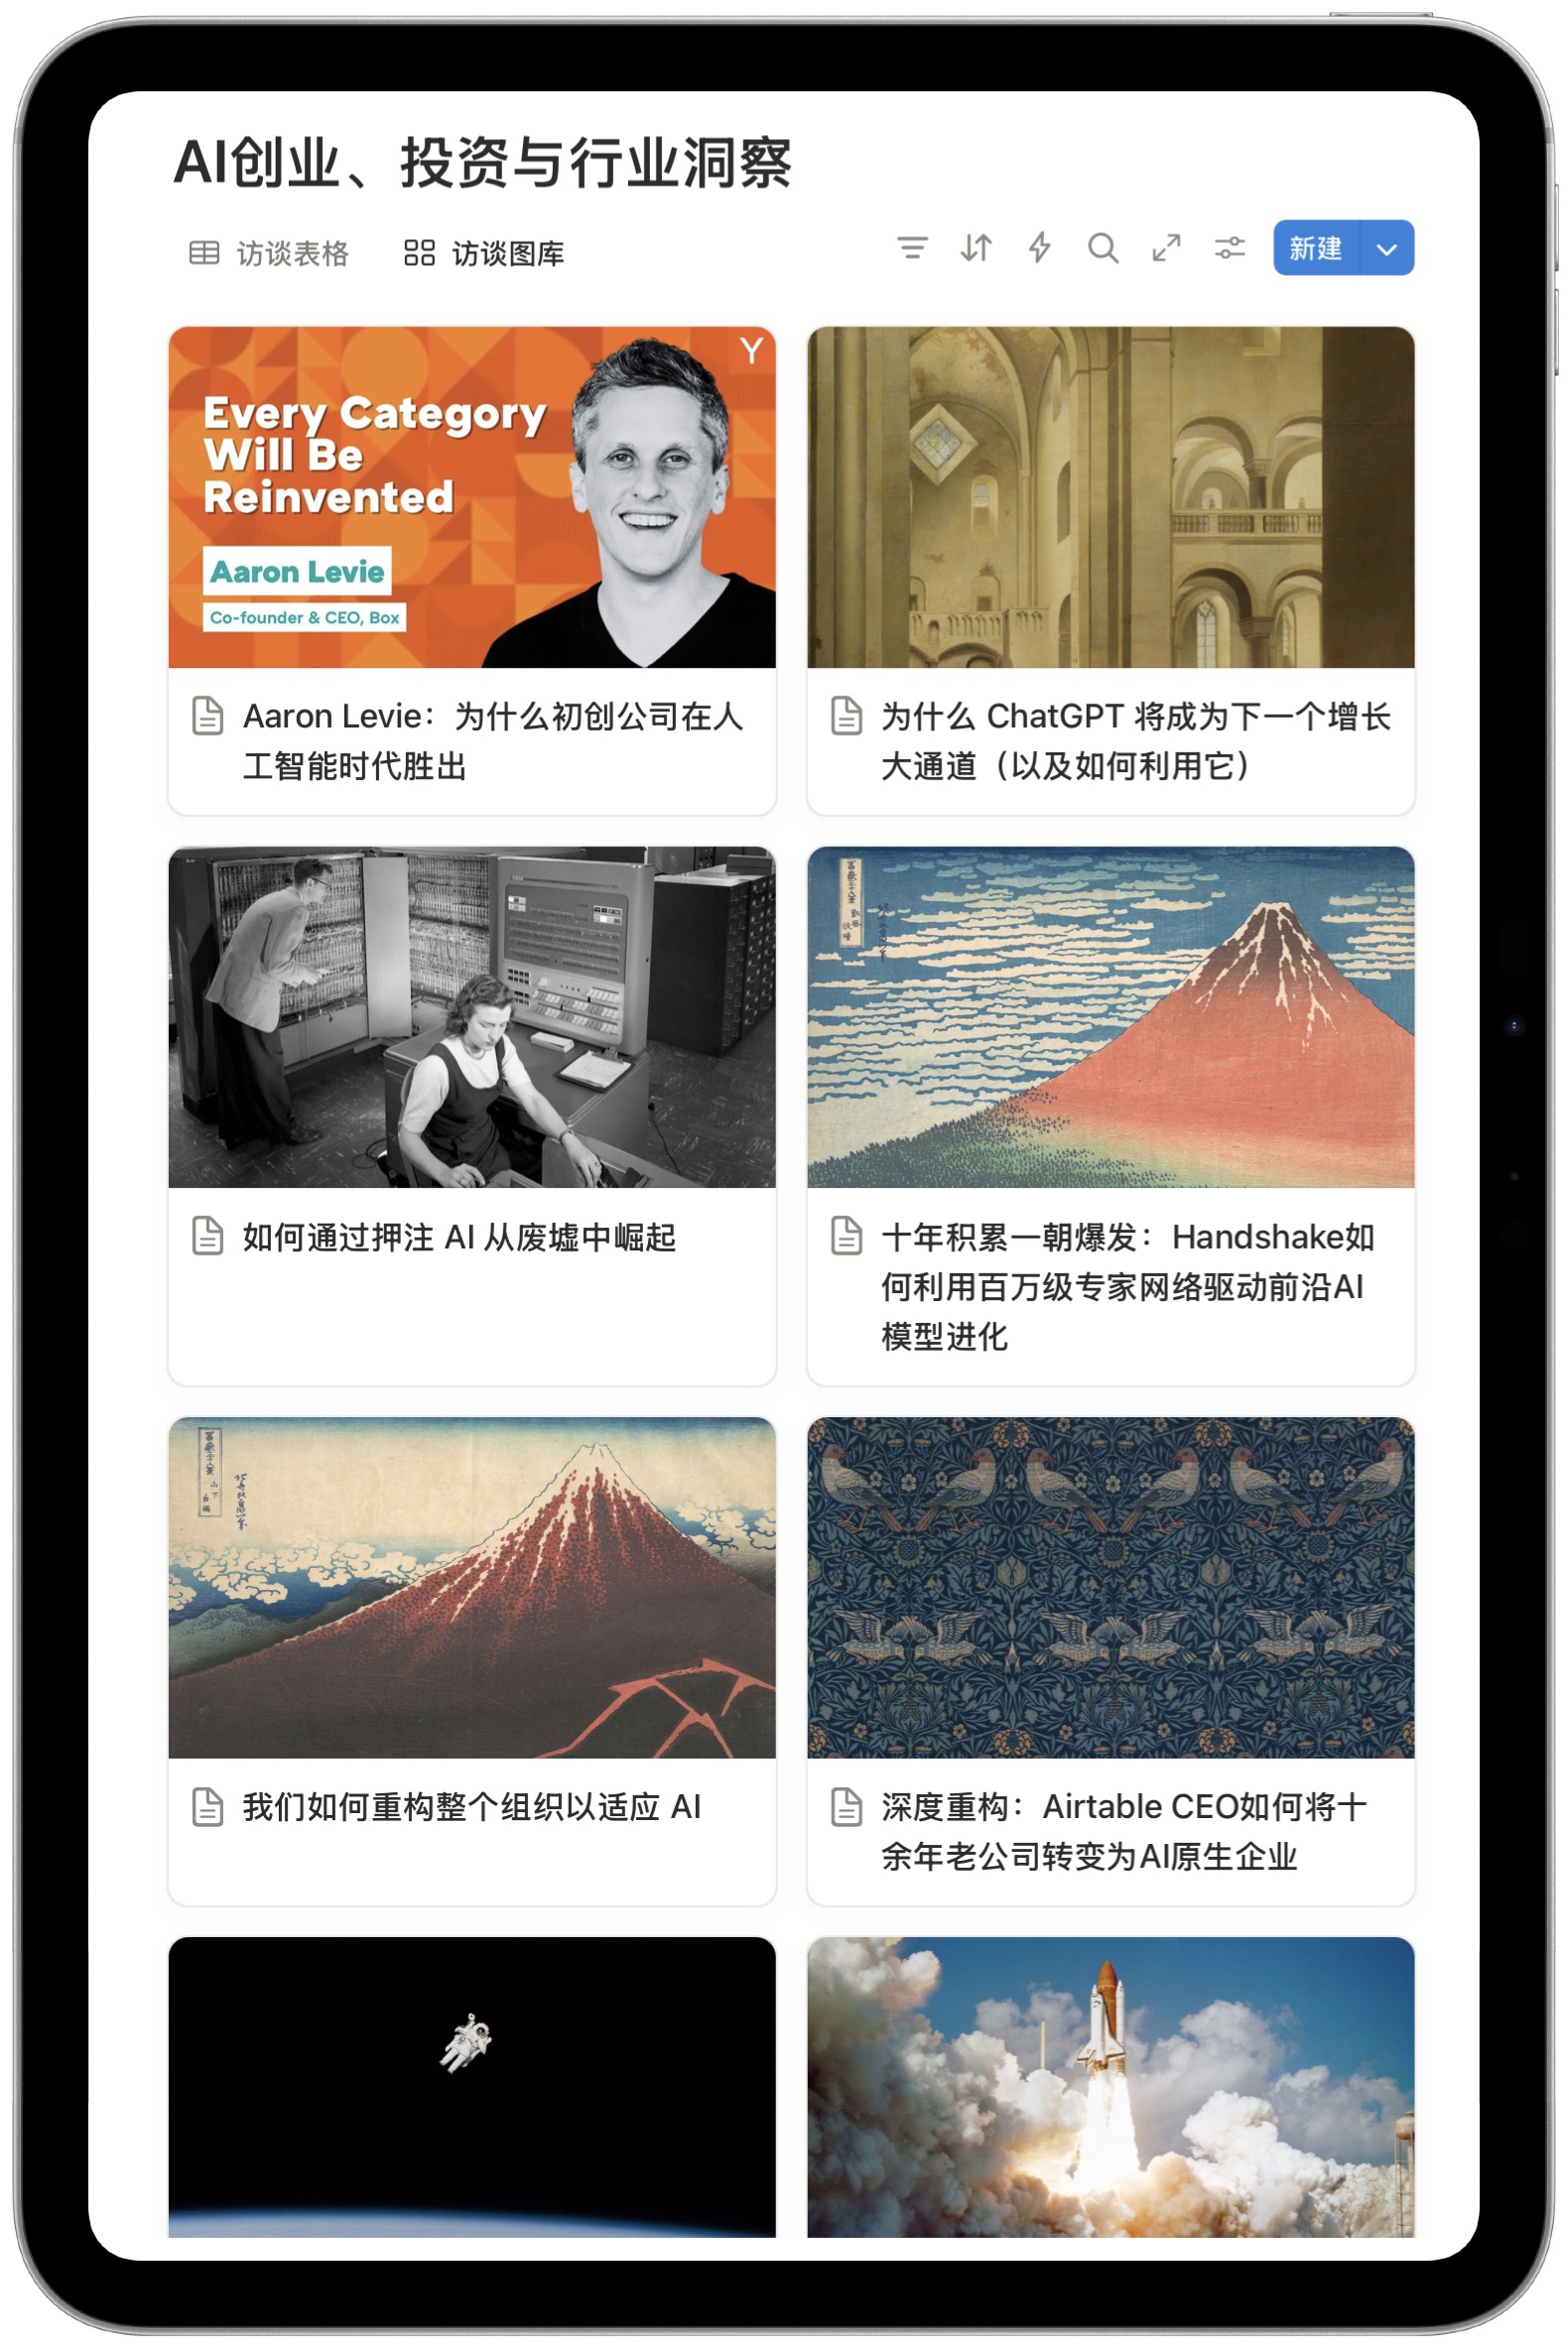 AI创业、投资与行业洞察
访谈表格
访谈图库
新建
Y
Every Category
Will Be
Reinvented
Aaron Levie
Co-founder & CEO, Box
Aaron Levie：为什么初创公司在人
工智能时代胜出
为什么 ChatGPT 将成为下一个增长
大通道（以及如何利用它）
如何通过押注 AI 从废墟中崛起
十年积累一朝爆发：Handshake如
何利用百万级专家网络驱动前沿AI
模型进化
我们如何重构整个组织以适应 AI
深度重构：Airtable CEO如何将十
余年老公司转变为AI原生企业